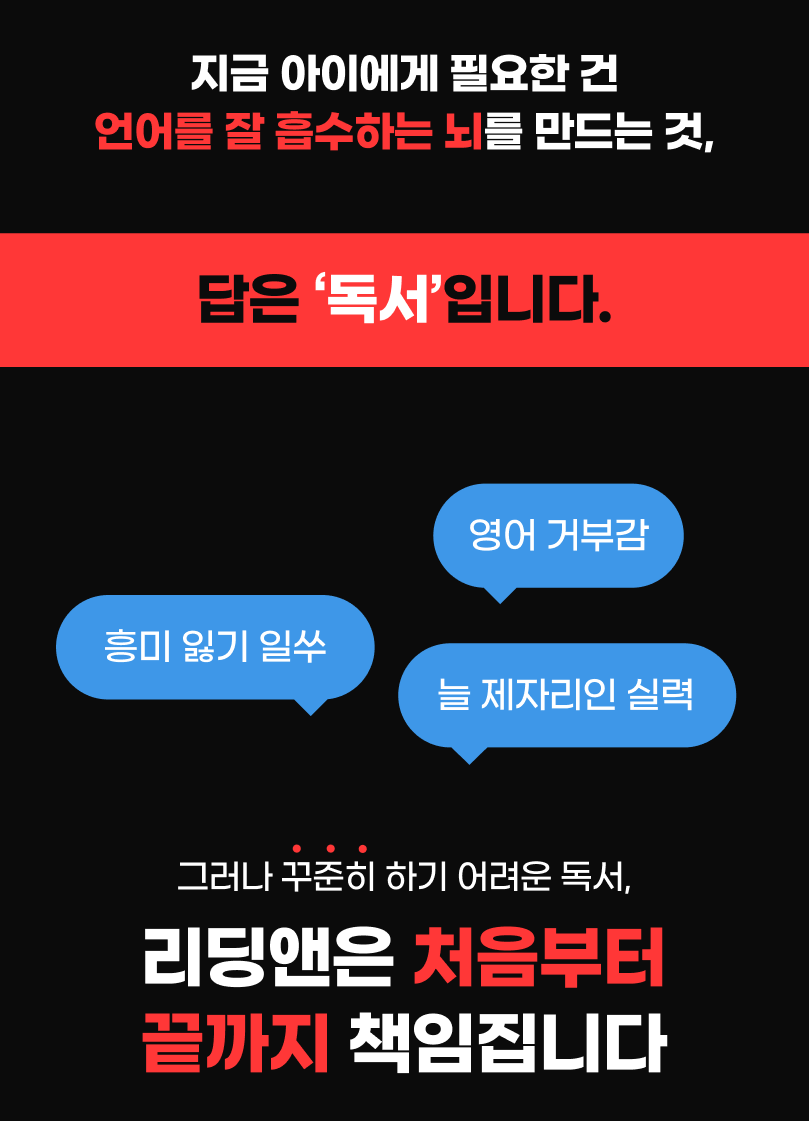 지금 아이에게 필요한 건
언어를 잘 흡수하는 뇌를 만드는 것,
답은 ‘독서’입니다.
영어 거부감
흥미 잃기 일쑤
늘 제자리인 실력
그러나 꾸준히 하기 어려운 독서,
리딩앤은 처음부터
끝까지 책임집니다